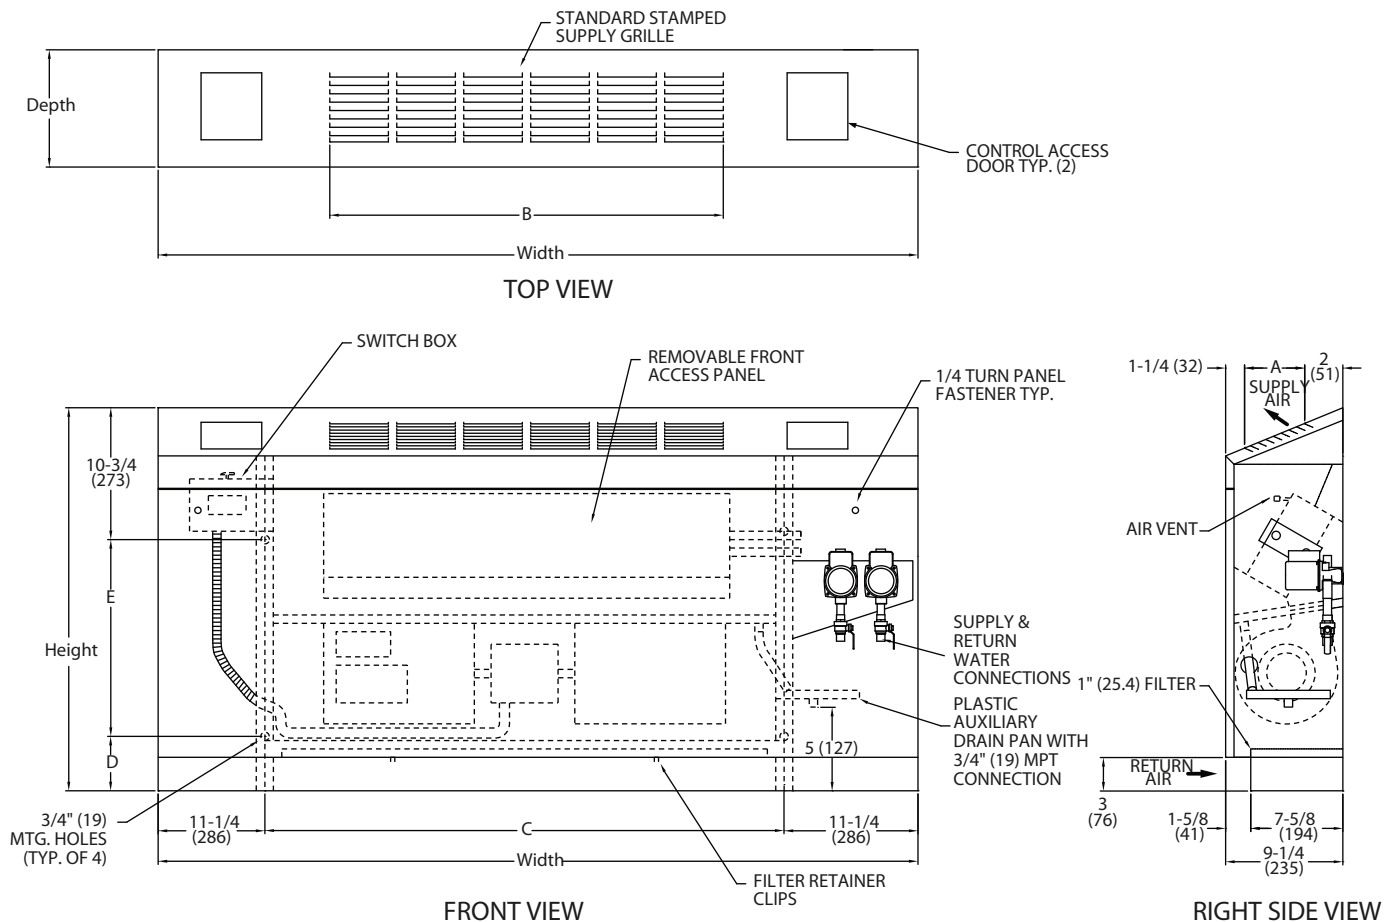 STANDARD STAMPED
SUPPLY GRILLE
Depth
CONTROL ACCESS
DOOR TYP. (2)
B
Width
TOP VIEW
SWITCH BOX
REMOVABLE FRONT
ACCESS PANEL
1/4 TURN PANEL
FASTENER TYP.
10-3/4
(273)
E
Height
D
SUPPLY &
RETURN
WATER
CONNECTIONS
PLASTIC
AUXILIARY
DRAIN PAN WITH
3/4" (19) MPT
CONNECTION
5 (127)
3/4" (19)
MTG. HOLES
(TYP. OF 4)
11-1/4
(286)
C
11-1/4
(286)
Width
FILTER RETAINER
CLIPS
FRONT VIEW
1-1/4 (32)
A
2
(51)
SUPPLY
AIR
AIR VENT
1" (25.4) FILTER
RETURN
AIR
3
(76)
1-5/8
(41)
7-5/8
(194)
9-1/4
(235)
RIGHT SIDE VIEW